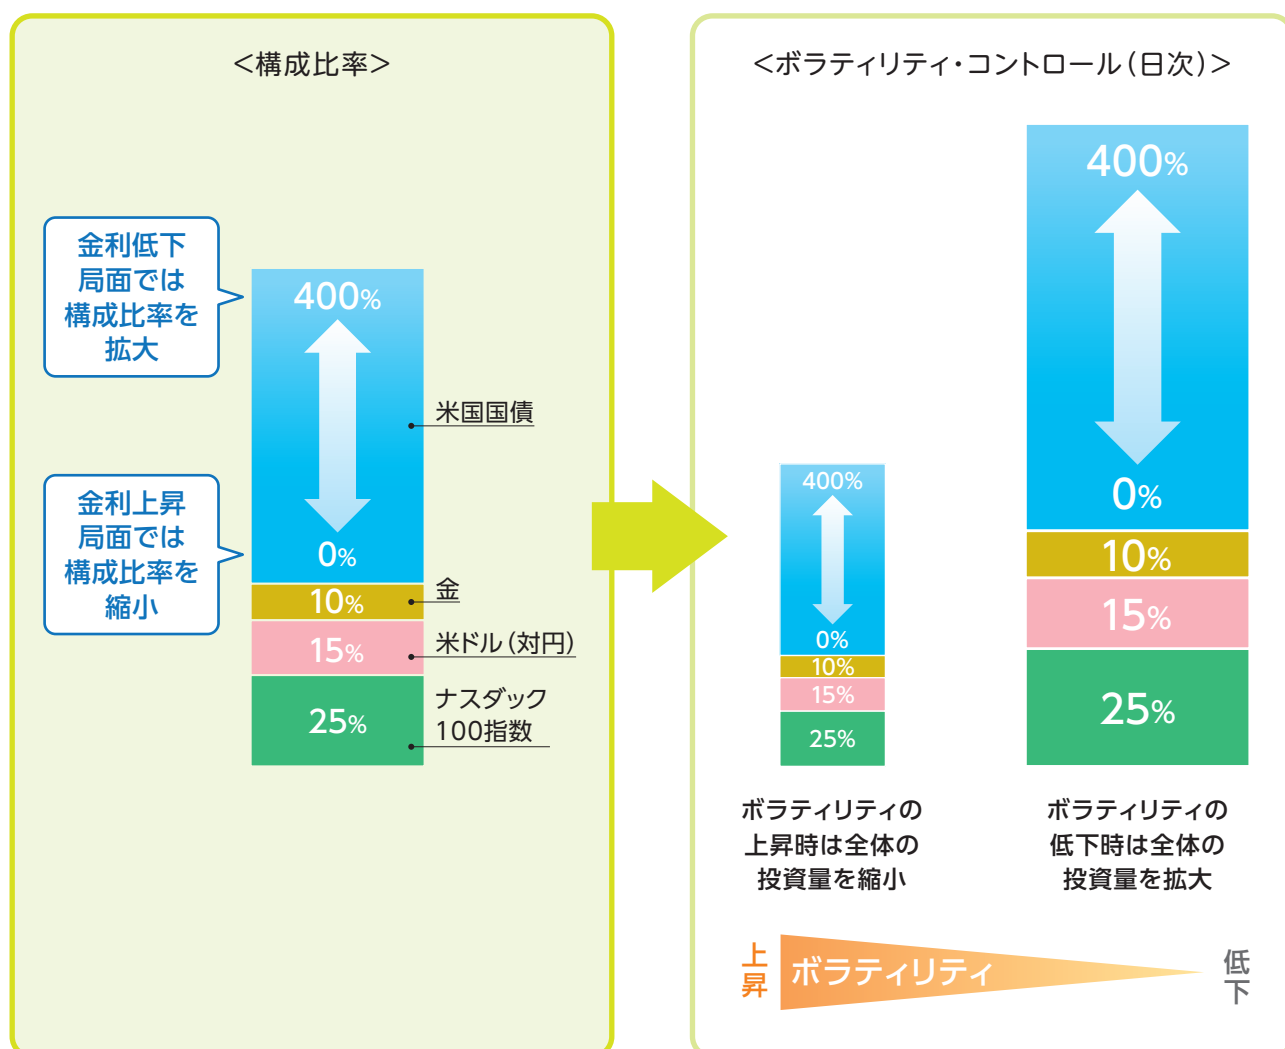 <構成比率>
金利低下
局面では
構成比率を
拡大
金利上昇
局面では
構成比率を
縮小
400%
0%
10%
15%
25%
米国国債
金
米ドル(対円)
ナスダック
100指数
<ボラティリティ・コントロール(日次)>
400%
0%
10%
15%
25%
ボラティリティの
上昇時は全体の
投資量を縮小
400%
0%
10%
15%
25%
ボラティリティの
低下時は全体の
投資量を拡大
上昇
ボラティリティ
低下